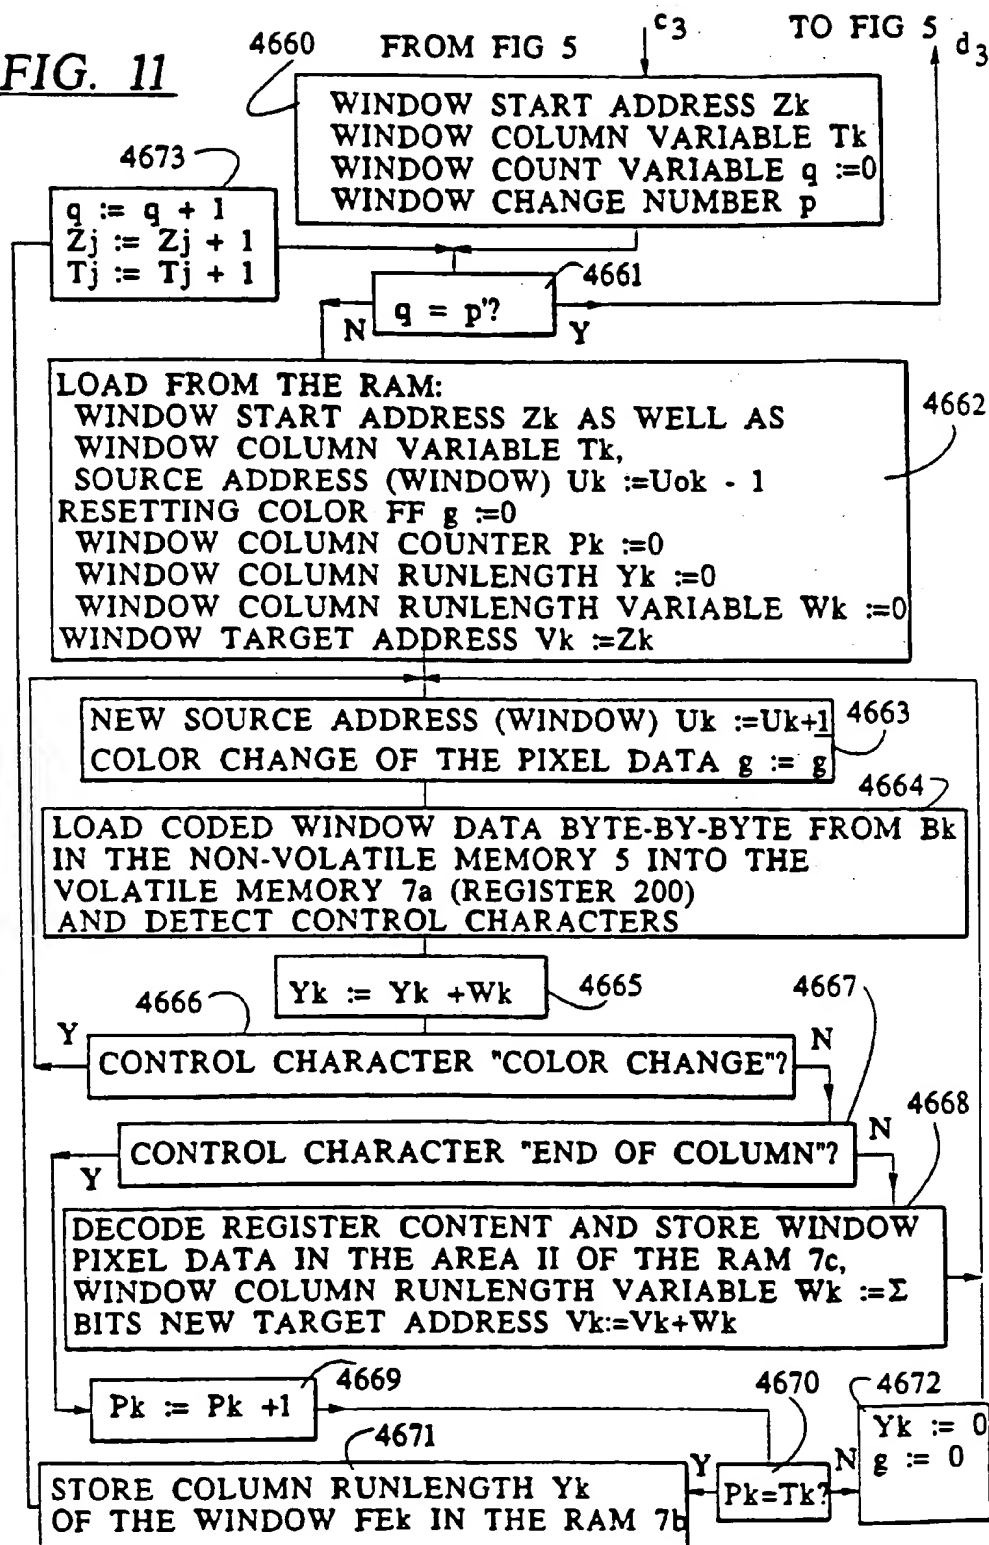 FIG. 11
4660
FROM FIG 5
c3
TO FIG 5
d3
WINDOW START ADDRESS Zk
WINDOW COLUMN VARIABLE Tk
WINDOW COUNT VARIABLE q :=0
WINDOW CHANGE NUMBER p
4673
q := q + 1
Zj := Zj + 1
Tj := Tj + 1
4661
q = p'?
N
Y
LOAD FROM THE RAM:
WINDOW START ADDRESS Zk AS WELL AS
WINDOW COLUMN VARIABLE Tk,
SOURCE ADDRESS (WINDOW) Uk :=Uok - 1
RESETTING COLOR FF g :=0
WINDOW COLUMN COUNTER Pk :=0
WINDOW COLUMN RUNLENGTH Yk :=0
WINDOW COLUMN RUNLENGTH VARIABLE Wk :=0
WINDOW TARGET ADDRESS Vk :=Zk
4662
NEW SOURCE ADDRESS (WINDOW) Uk :=Uk+1
COLOR CHANGE OF THE PIXEL DATA g := g
4663
4664
LOAD CODED WINDOW DATA BYTE-BY-BYTE FROM Bk
IN THE NON-VOLATILE MEMORY 5 INTO THE
VOLATILE MEMORY 7a (REGISTER 200)
AND DETECT CONTROL CHARACTERS
Yk := Yk +Wk
4665
4666
4667
Y
CONTROL CHARACTER "COLOR CHANGE"?
N
4668
CONTROL CHARACTER "END OF COLUMN"?
N
Y
DECODE REGISTER CONTENT AND STORE WINDOW
PIXEL DATA IN THE AREA II OF THE RAM 7c,
WINDOW COLUMN RUNLENGTH VARIABLE Wk :=Σ
BITS NEW TARGET ADDRESS Vk:=Vk+Wk
4669
Pk := Pk +1
4670
4672
Yk := 0
g := 0
4671
Y
Pk=Tk?
N
STORE COLUMN RUNLENGTH Yk
OF THE WINDOW FEk IN THE RAM 7b